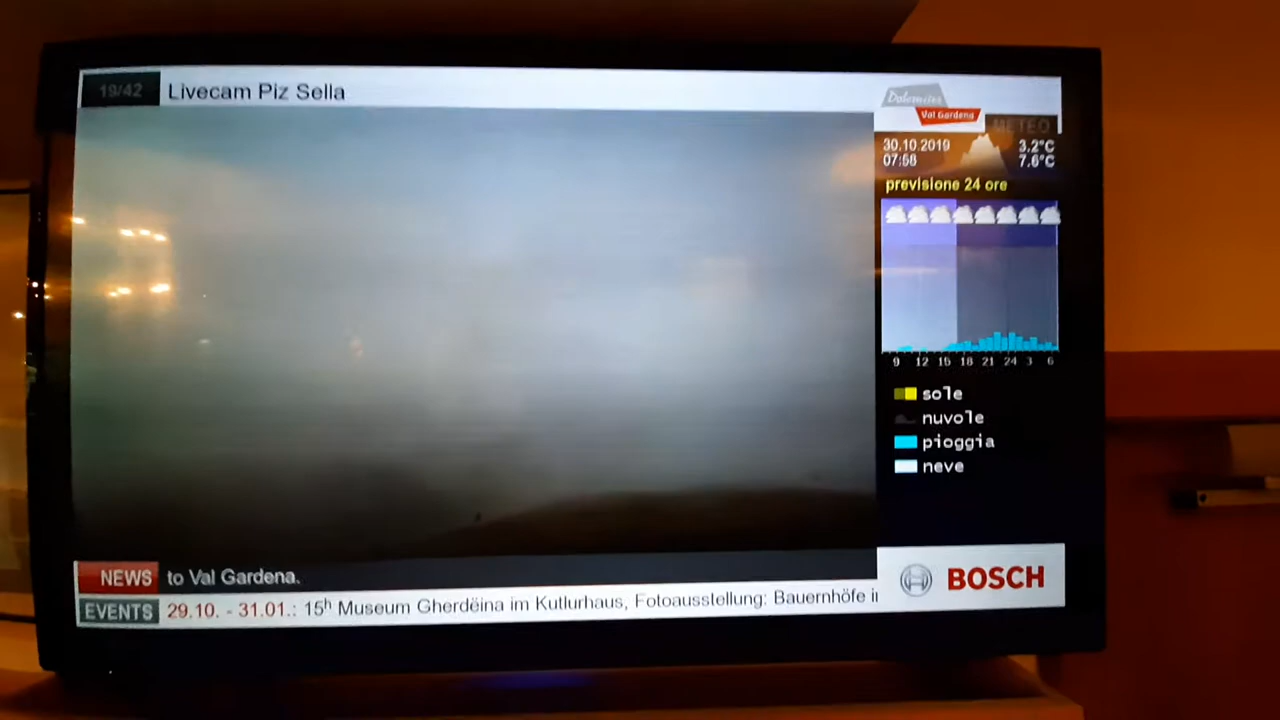 19/42
Livecam Piz Sella
Dolomites
Val Gardena
METEO
30.10.2019
3.2°C
07:58
7.6°C
previsione 24 ore
9 12 15 18 21 24 3 6
sole
nuvole
pioggia
neve
NEWS to Val Gardena.
EVENTS 29.10. - 31.01.: 15h Museum Gherdëina im Kutlurhaus, Fotoausstellung: Bauernhöfe i
BOSCH